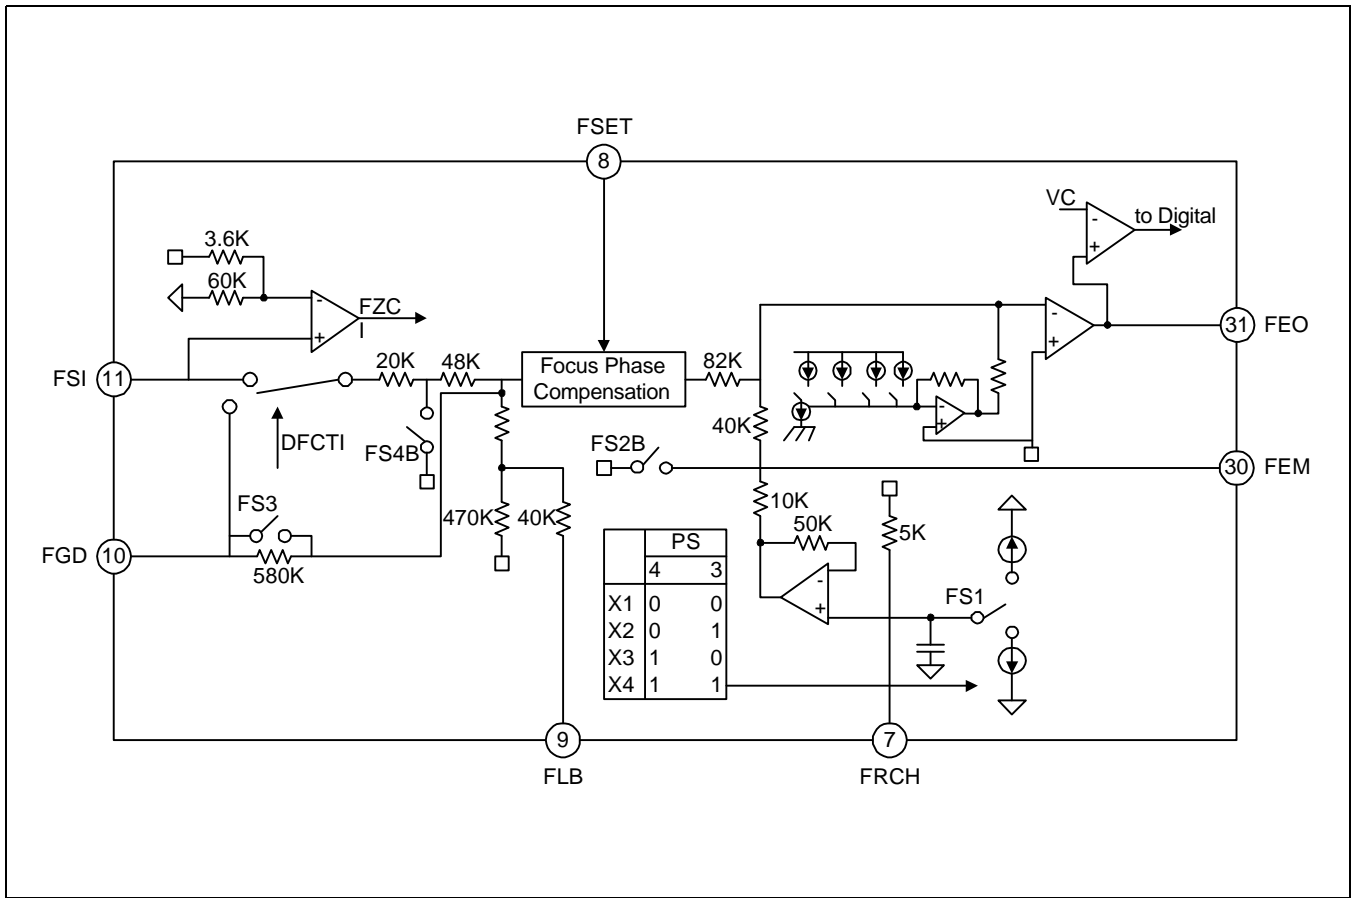 FSET
8
VC
to Digital
3.6K
60K
FZC
I
31 FEO
20K
48K
Focus Phase
Compensation
82K
FSI 11
40K
DFCTI
FS4B
FS2B
30 FEM
FS3
470K
40K
10K
50K
5K
FGD 10
580K
PS
4 3
X1 0 0
X2 0 1
X3 1 0
X4 1 1
FS1
9
FLB
7
FRCH
- + - + - + - + - +